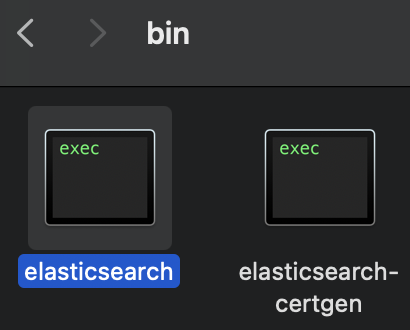 bin
exec
exec
elasticsearch
elasticsearch-
certgen